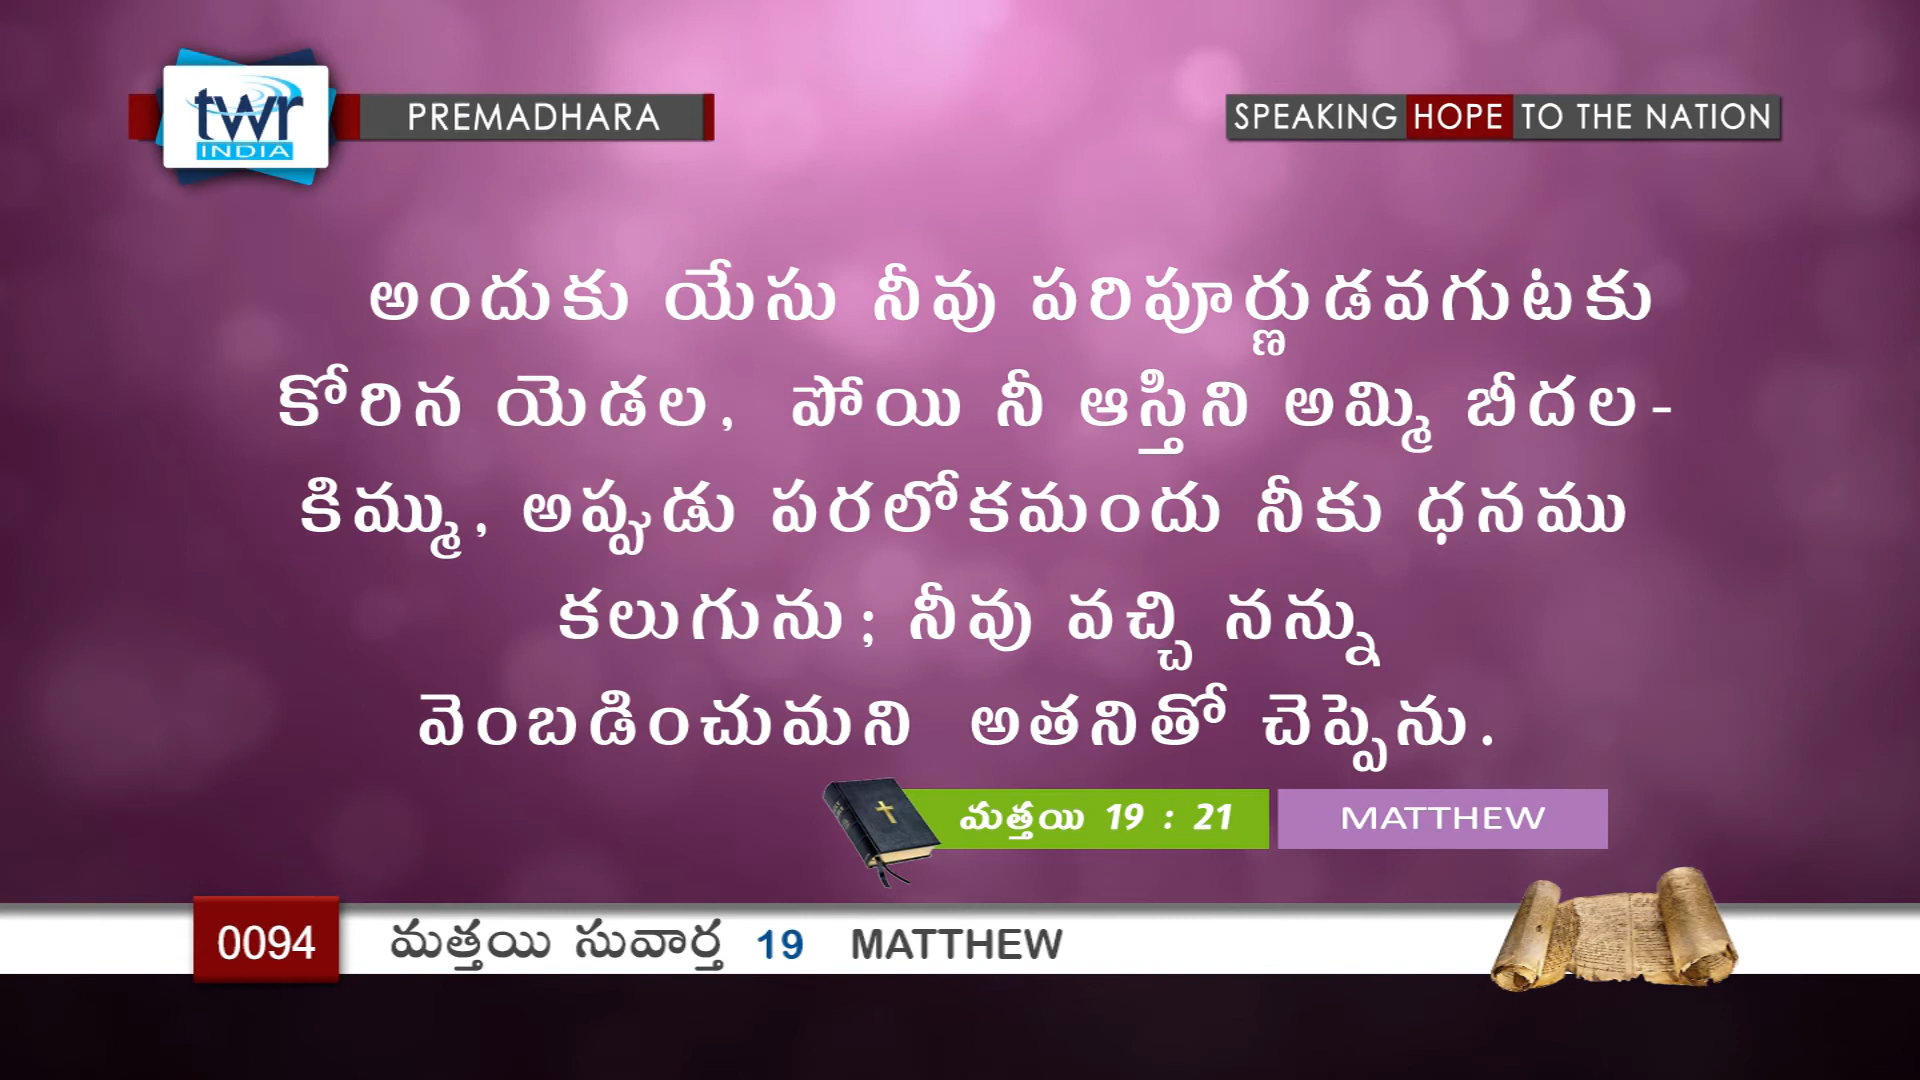 twr
INDIA
PREMADHARA
SPEAKING HOPE TO THE NATION
అందుకు యేసు నీవు పరిపూర్ణుడవగుటకు
కోరిన యెడల, పోయి నీ ఆస్తిని అమ్మి బీదల-
కిమ్ము, అప్పుడు పరలోకమందు నీకు ధనము
కలుగును; నీవు వచ్చి నన్ను
వెంబడించుమని అతనితో చెప్పెను.
మత్తయి 19 : 21 MATTHEW
0094 మత్తయి సువార్త 19 MATTHEW